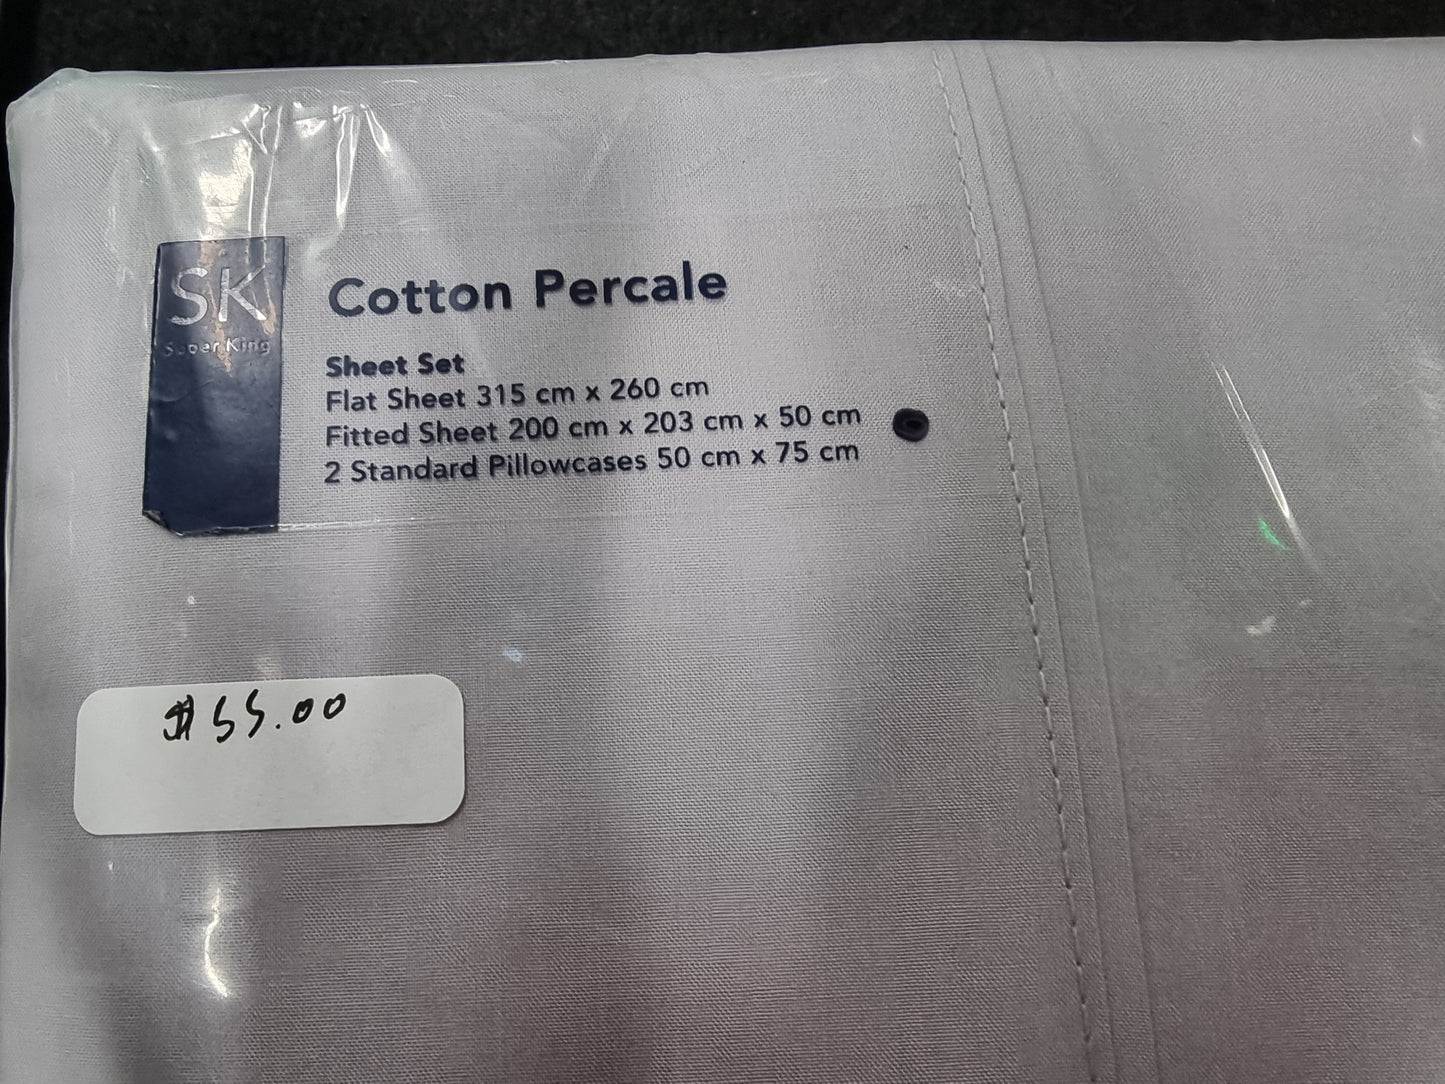 SK
Super King
Cotton Percale
Sheet Set
Flat Sheet 315 cm x 260 cm
Fitted Sheet 200 cm x 203 cm x 50 cm
2 Standard Pillowcases 50 cm x 75 cm
$55.00